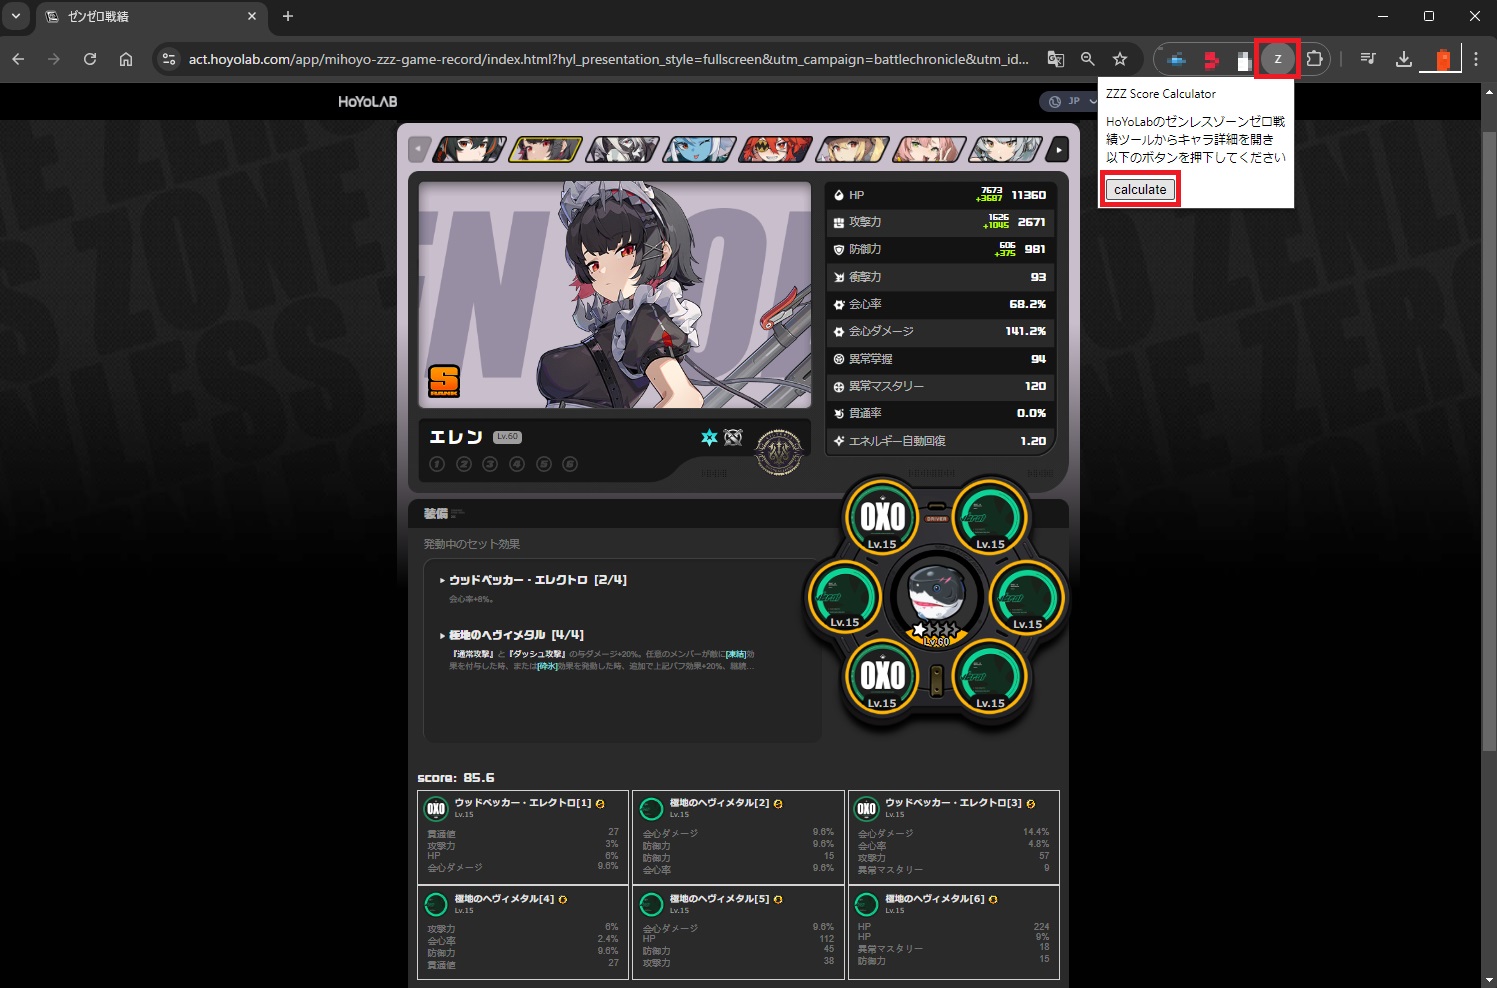 ゼンゼロ戦績
act.hoyolab.com/app/mihoyo-zzz-game-record/index.html?hyl_presentation_style=fullscreen&utm_campaign=battlechronicle&utm_id...
Z
ZZZ Score Calculator
HoYoLabのゼンレスゾーンゼロ戦
績ツールからキャラ詳細を開き
以下のボタンを押下してください
calculate
HoYoLAB
JP
HP 7673 +3687 11360
攻撃力 1626 +1045 2671
防御力 606 +375 981
衝撃力 93
会心率 68.2%
会心ダメージ 141.2%
異常掌握 94
異常マスタリー 120
貫通率 0.0%
エネルギー自動回復 1.20
S
エレン Lv.60
1 2 3 4 5 6
装備
発動中のセット効果
ウッドペッカー・エレクトロ [2/4]
会心率+8%。
極地のヘヴィメタル [4/4]
『通常攻撃』と『ダッシュ攻撃』の与ダメージ+20%。任意のメンバーが敵に[凍結]効
果を付与した時、または[砕氷]効果を発動した時、追加で上記バフ効果+20%、継続...
OXO Lv.15
Lv.15
DRIVER
Lv.15
Lv.15
Lv.60
OXO Lv.15
Lv.15
score: 85.6
OXO ウッドペッカー・エレクトロ[1]
Lv.15
貫通値 27
攻撃力 3%
HP 6%
会心ダメージ 9.6%
極地のヘヴィメタル[2]
Lv.15
会心ダメージ 9.6%
防御力 9.6%
防御力 15
会心率 9.6%
OXO ウッドペッカー・エレクトロ[3]
Lv.15
会心ダメージ 14.4%
会心率 4.8%
攻撃力 57
異常マスタリー 9
極地のヘヴィメタル[4]
Lv.15
攻撃力 6%
会心率 2.4%
防御力 9.6%
貫通値 27
極地のヘヴィメタル[5]
Lv.15
会心ダメージ 9.6%
HP 112
防御力 45
攻撃力 38
極地のヘヴィメタル[6]
Lv.15
HP 224
HP 9%
異常マスタリー 18
防御力 15